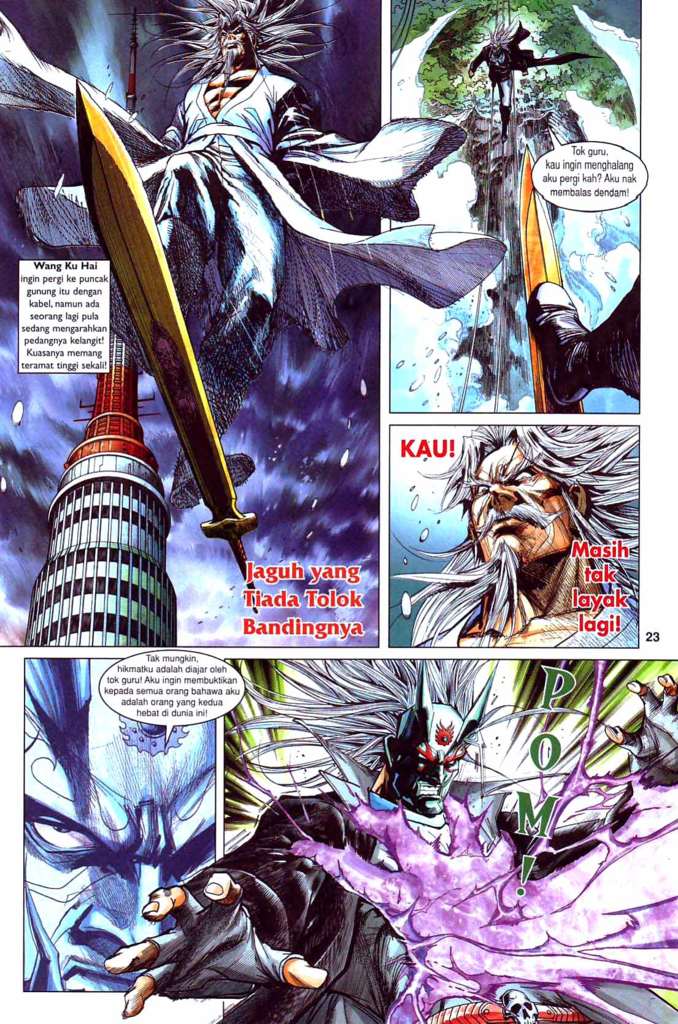 Wang Ku Hai
ingin pergi ke puncak
gunung itu dengan
kabel, namun ada
seorang lagi pula
sedang mengarahkan
pedangnya kelangit!
Kuasanya memang
teramat tinggi sekali!
Jaguh yang
Tiada Tolok
Bandingnya
Tok guru,
kau ingin menghalang
aku pergi kah? Aku nak
membalas dendam!
KAU!
Masih
tak
layak
lagi!
23
Tak mungkin,
hikmatku adalah diajar oleh
tok guru! Aku ingin membuktikan
kepada semua orang bahawa aku
adalah orang yang kedua
hebat di dunia ini!
POM!